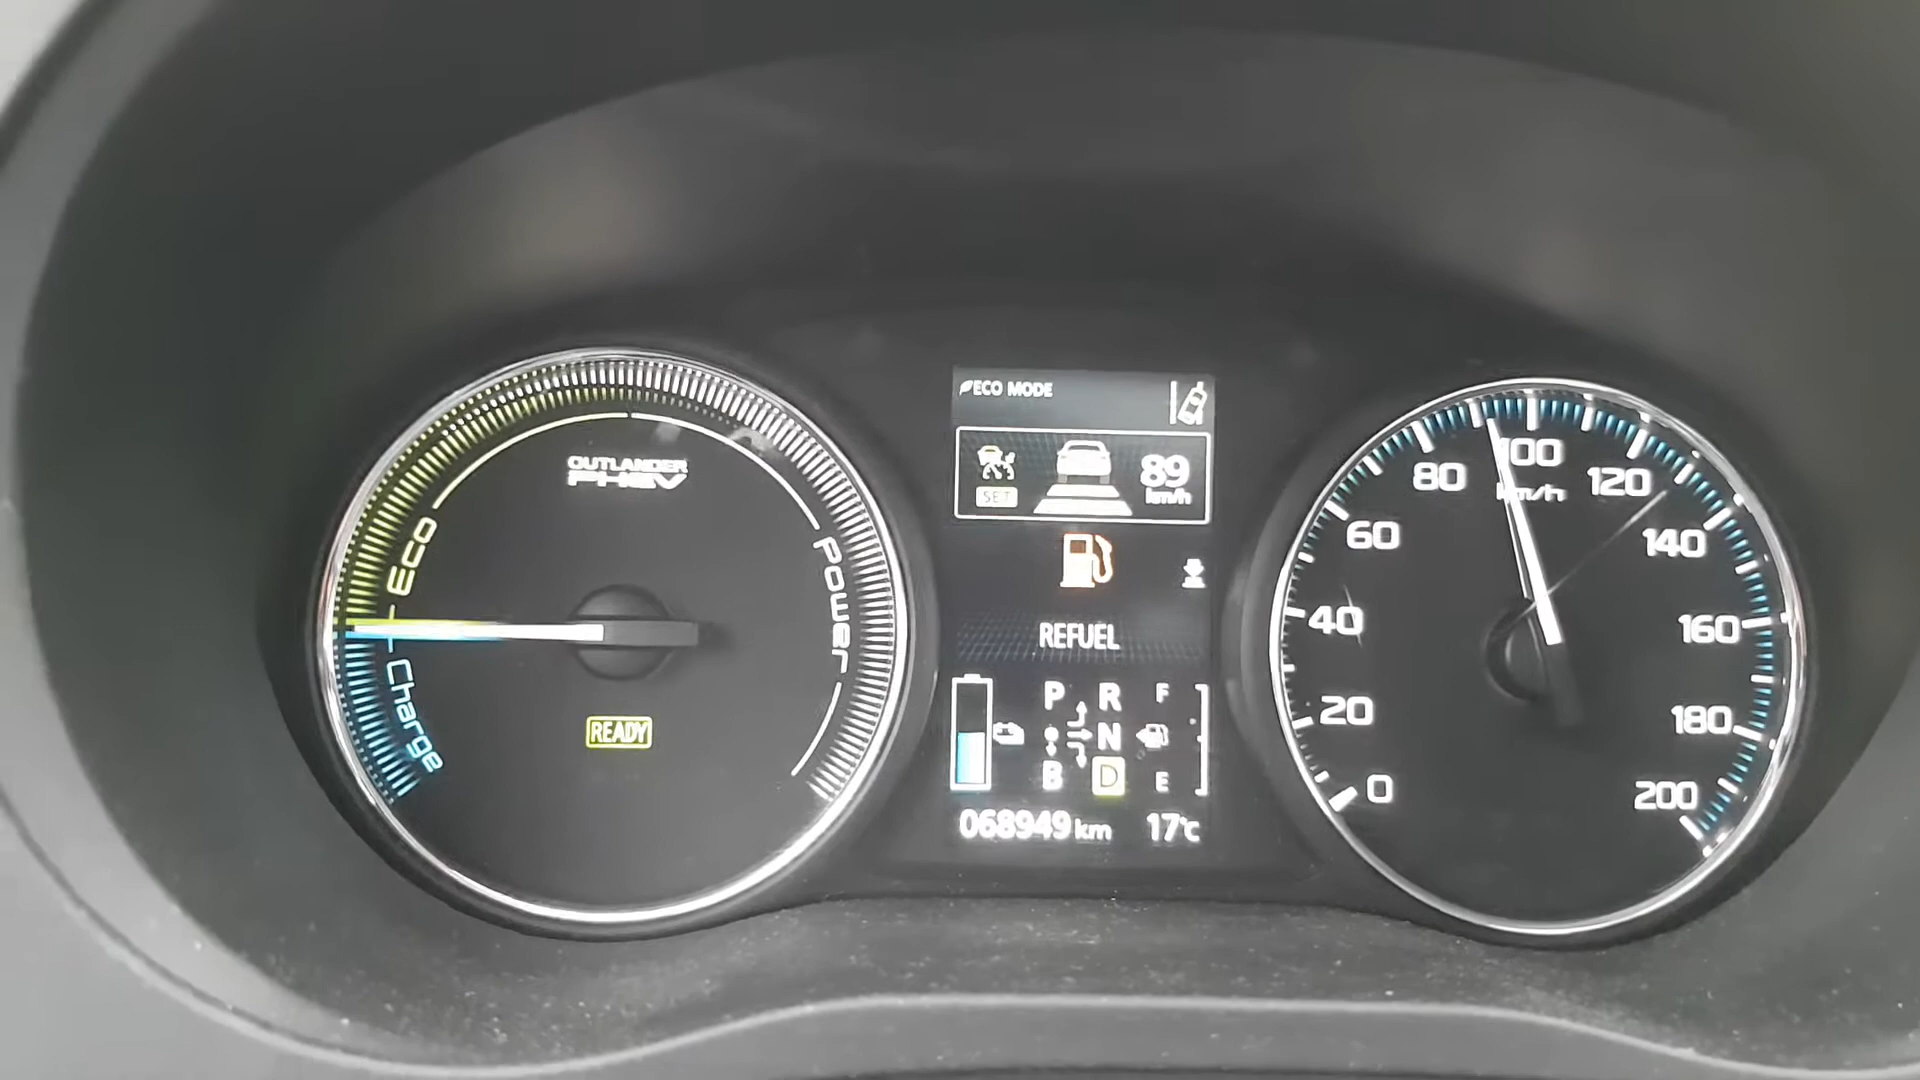 OUTLANDER
PHEV
Eco
Power
Charge
READY
ECO MODE
SET
89
km/h
REFUEL
P R F
N
B D E
068949 km 17°c
0
20
40
60
80
100
120
140
160
180
200
km/h